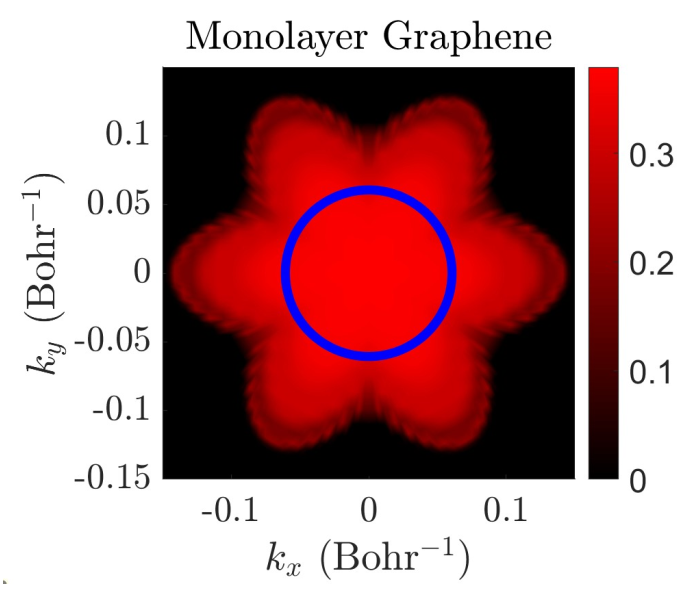 Monolayer Graphene
0.1
0.05
0
-0.05
-0.1
-0.15
k_y (Bohr⁻¹)
-0.1 0 0.1
k_x (Bohr⁻¹)
0.3
0.2
0.1
0